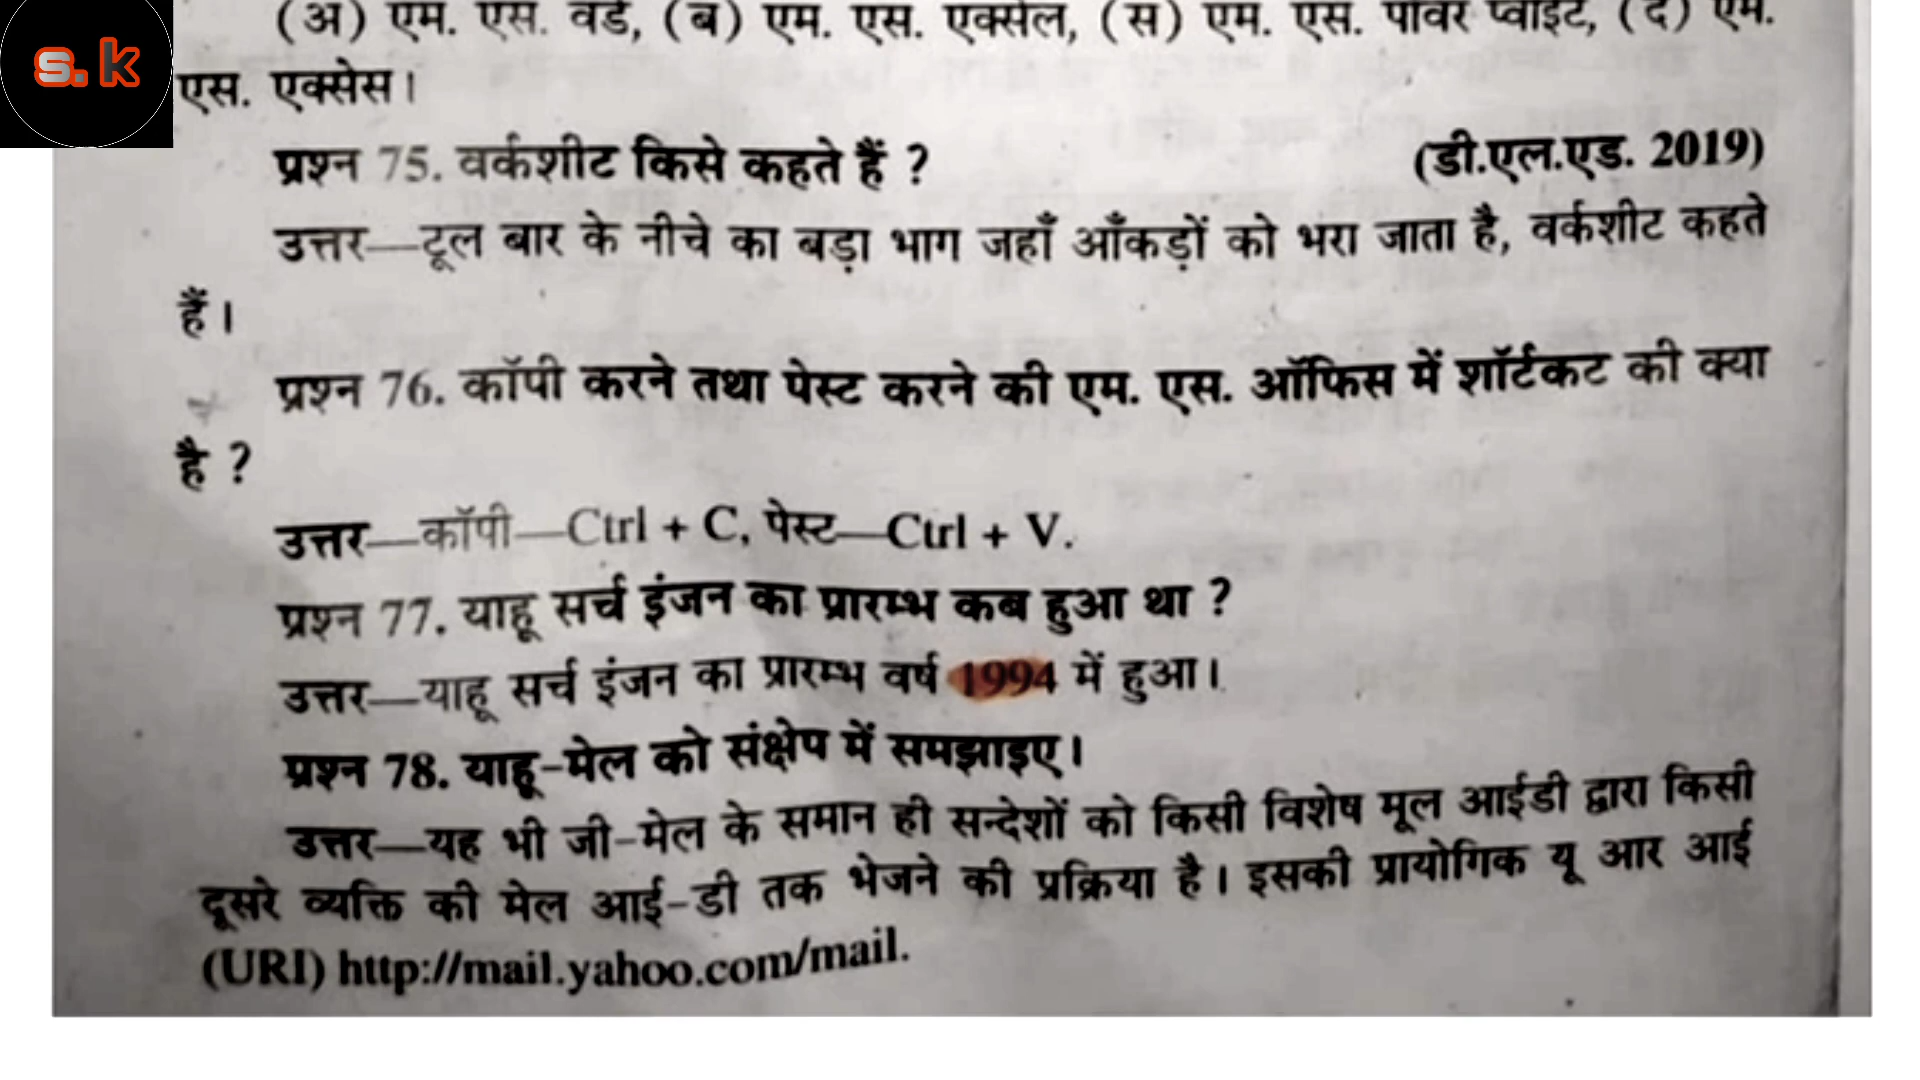 s. k
(अ) एम. एस. वर्ड, (ब) एम. एस. एक्सेल, (स) एम. एस. पावर प्वाइंट, (द) एम.
एस. एक्सेस।
प्रश्न 75. वर्कशीट किसे कहते हैं ? (डी.एल.एड. 2019)
उत्तर—टूल बार के नीचे का बड़ा भाग जहाँ आँकड़ों को भरा जाता है, वर्कशीट कहते
हैं।
प्रश्न 76. कॉपी करने तथा पेस्ट करने की एम. एस. ऑफिस में शॉर्टकट की क्या
है ?
उत्तर—कॉपी—Ctrl + C, पेस्ट—Ctrl + V.
प्रश्न 77. याहू सर्च इंजन का प्रारम्भ कब हुआ था ?
उत्तर—याहू सर्च इंजन का प्रारम्भ वर्ष 1994 में हुआ।
प्रश्न 78. याहू-मेल को संक्षेप में समझाइए।
उत्तर—यह भी जी-मेल के समान ही सन्देशों को किसी विशेष मूल आईडी द्वारा किसी
दूसरे व्यक्ति की मेल आई-डी तक भेजने की प्रक्रिया है। इसकी प्रायोगिक यू आर आई
(URI) http://mail.yahoo.com/mail.